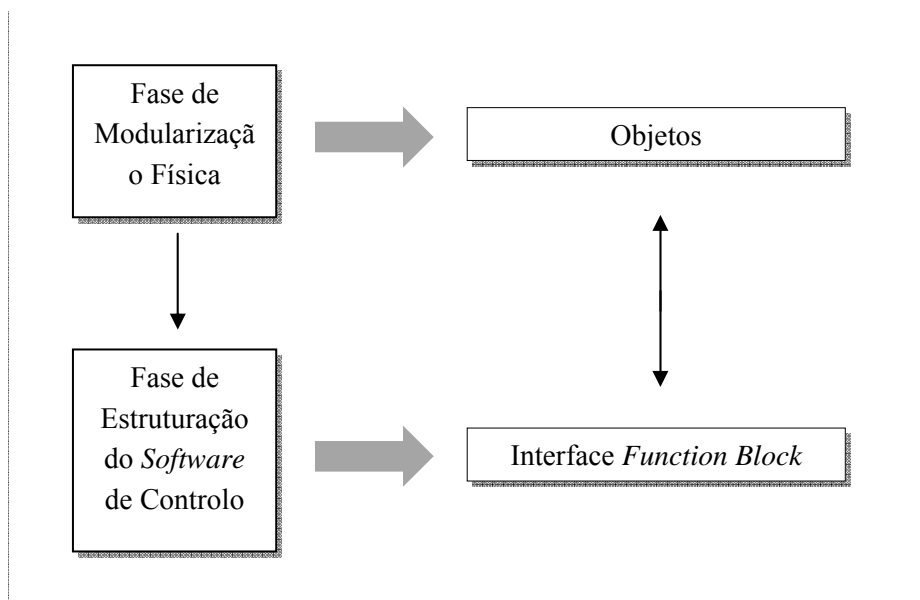 Fase de
Modularizaçã
o Física
Objetos
Fase de
Estruturação
do Software
de Controlo
Interface Function Block